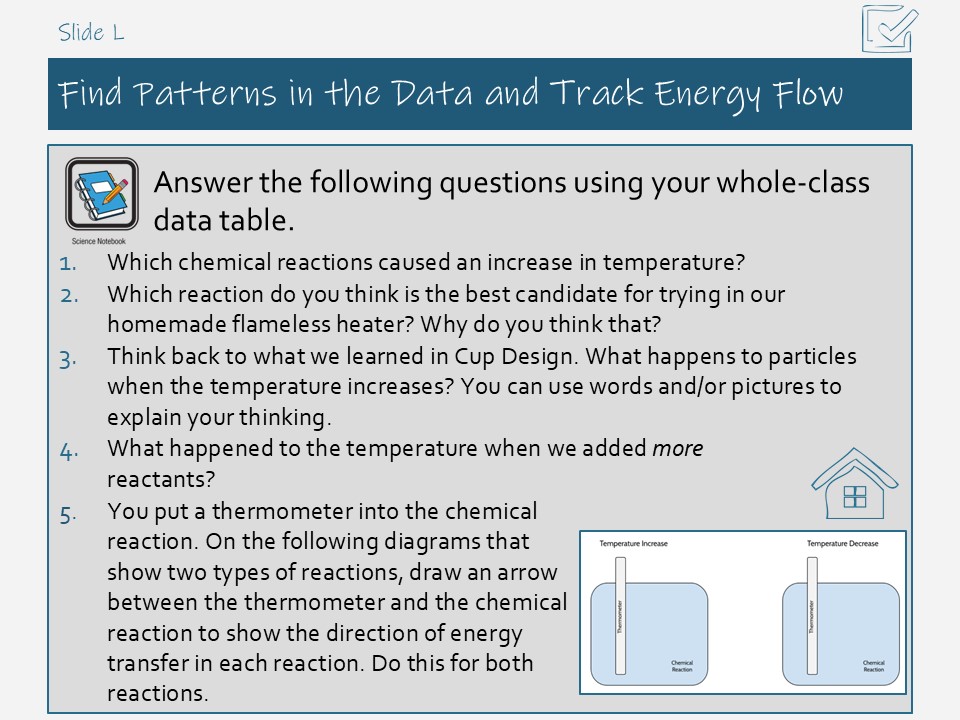 Slide L
Find Patterns in the Data and Track Energy Flow
Answer the following questions using your whole-class
data table.
Science Notebook
1. Which chemical reactions caused an increase in temperature?
2. Which reaction do you think is the best candidate for trying in our
homemade flameless heater? Why do you think that?
3. Think back to what we learned in Cup Design. What happens to particles
when the temperature increases? You can use words and/or pictures to
explain your thinking.
4. What happened to the temperature when we added more
reactants?
5. You put a thermometer into the chemical
reaction. On the following diagrams that
show two types of reactions, draw an arrow
between the thermometer and the chemical
reaction to show the direction of energy
transfer in each reaction. Do this for both
reactions.
Temperature Increase
Thermometer
Chemical
Reaction
Temperature Decrease
Thermometer
Chemical
Reaction